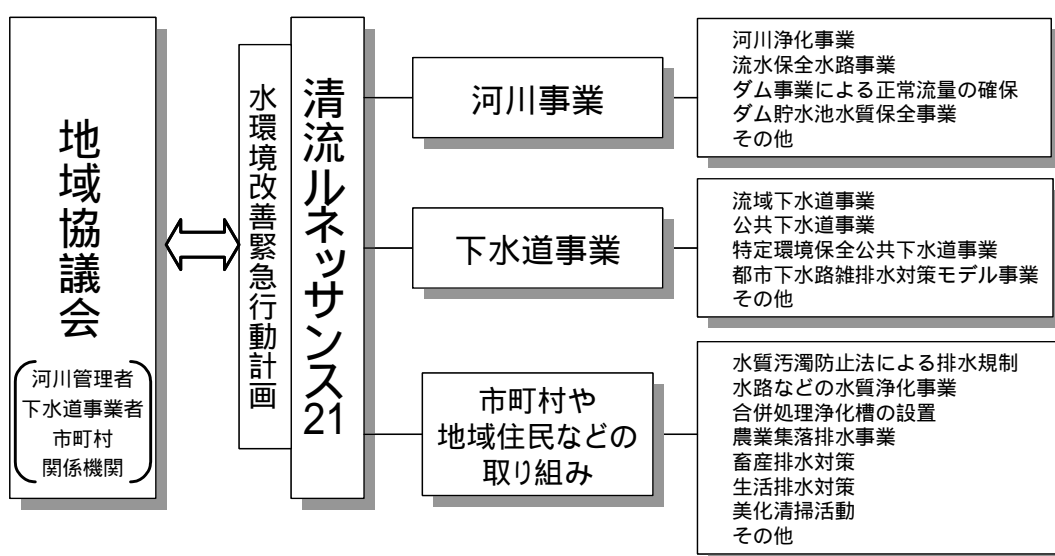 地域協議会
河川管理者
下水道事業者
市町村
関係機関
水環境改善緊急行動計画
清流ルネッサンス21
河川事業
河川浄化事業
流水保全水路事業
ダム事業による正常流量の確保
ダム貯水池水質保全事業
その他
下水道事業
流域下水道事業
公共下水道事業
特定環境保全公共下水道事業
都市下水路雑排水対策モデル事業
その他
市町村や
地域住民などの
取り組み
水質汚濁防止法による排水規制
水路などの水質浄化事業
合併処理浄化槽の設置
農業集落排水事業
畜産排水対策
生活排水対策
美化清掃活動
その他